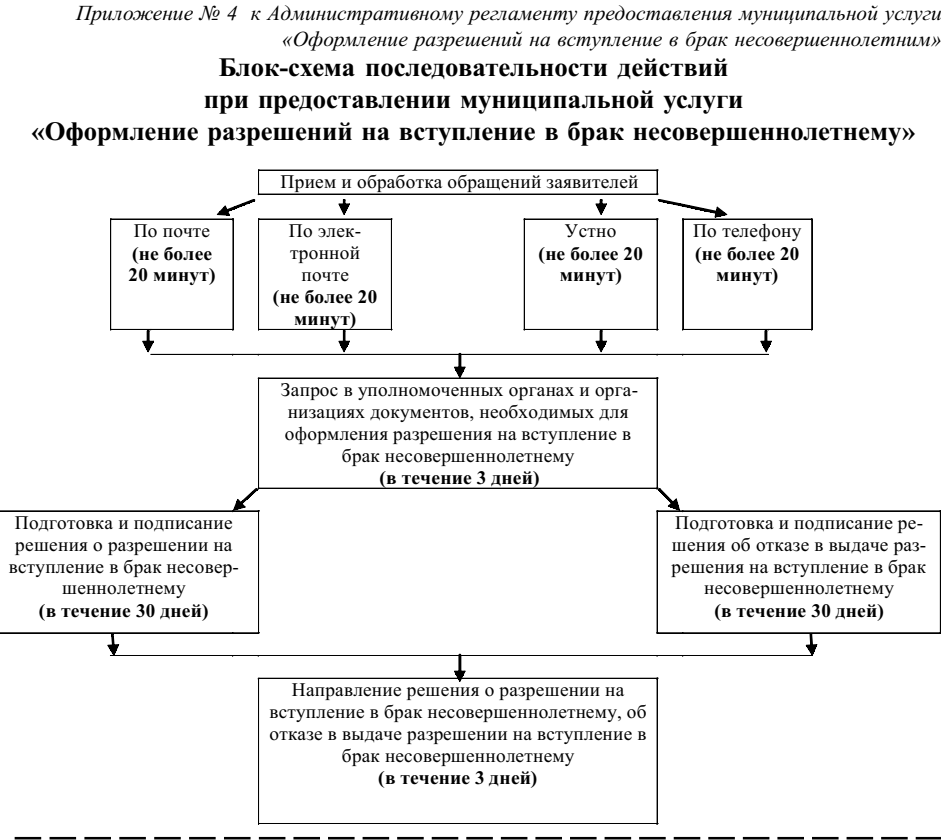 Приложение № 4 к Административному регламенту предоставления муниципальной услуги
«Оформление разрешений на вступление в брак несовершеннолетним»
Блок-схема последовательности действий
при предоставлении муниципальной услуги
«Оформление разрешений на вступление в брак несовершеннолетнему»
Прием и обработка обращений заявителей
По почте
(не более
20 минут)
По элек-
тронной
почте
(не более 20
минут)
Устно
(не более 20
минут)
По телефону
(не более 20
минут)
Запрос в уполномоченных органах и орга-
низациях документов, необходимых для
оформления разрешения на вступление в
брак несовершеннолетнему
(в течение 3 дней)
Подготовка и подписание
решения о разрешении на
вступление в брак несовер-
шеннолетнему
(в течение 30 дней)
Подготовка и подписание ре-
шения об отказе в выдаче раз-
решения на вступление в брак
несовершеннолетнему
(в течение 30 дней)
Направление решения о разрешении на
вступление в брак несовершеннолетнему, об
отказе в выдаче разрешении на вступление в
брак несовершеннолетнему
(в течение 3 дней)